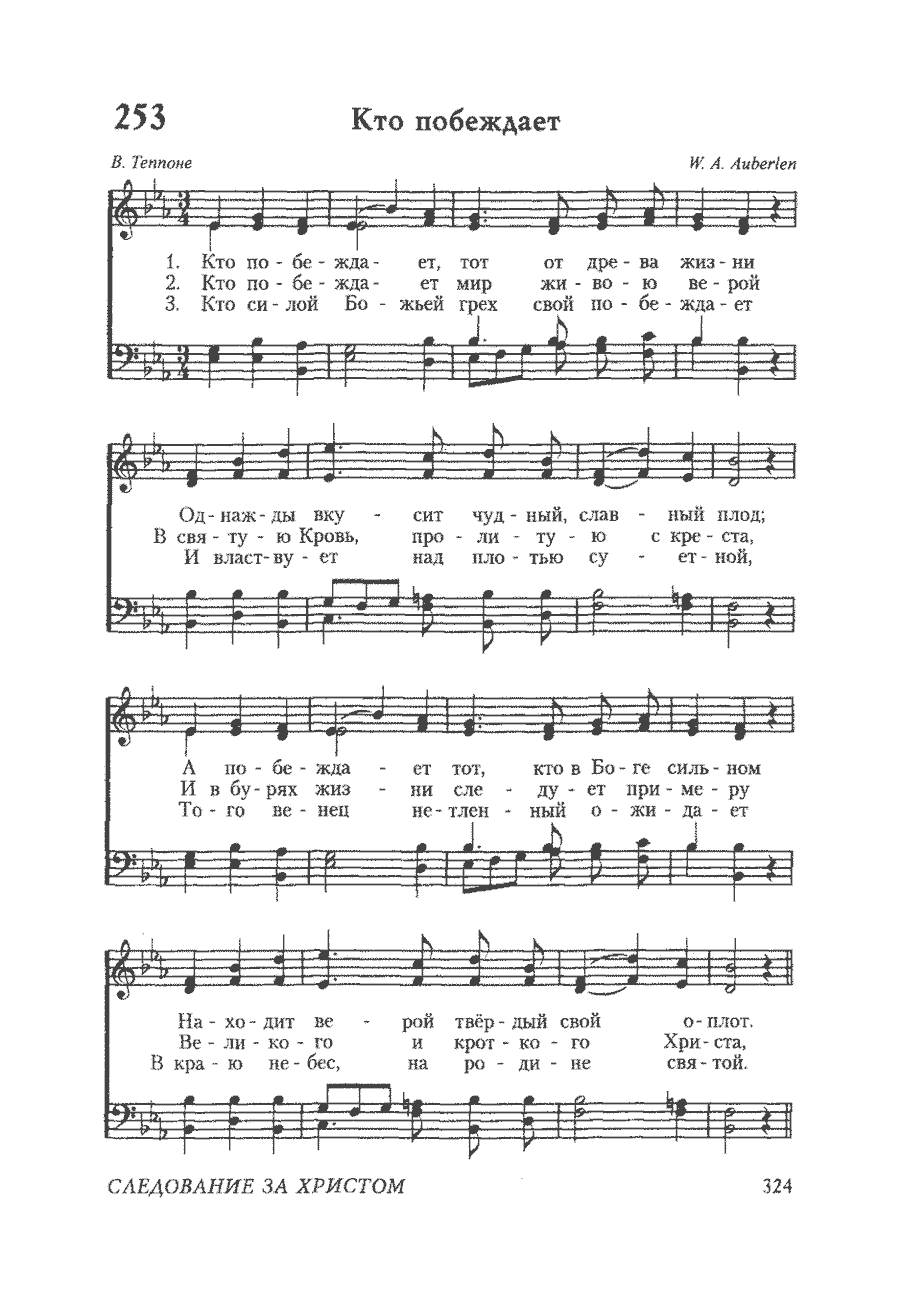 253 Кто побеждает
В. Теппоне W. A. Auberlen
1. Кто по - бе - жда - ет, тот от дре - ва жиз - ни
2. Кто по - бе - жда - ет мир жи - во - ю ве - рой
3. Кто си - лой Бо - жьей грех свой по - бе - жда - ет
Од - наж - ды вку - сит чуд - ный, слав - ный плод;
В свя - ту - ю Кровь, про - ли - ту - ю с кре - ста,
И власт - ву - ет над пло - тью су - ет - ной,
А по - бе - жда - ет тот, кто в Бо - ге силь - ном
И в бу - рях жиз - ни сле - ду - ет при - ме - ру
То - го ве - нец не - тлен - ный о - жи - да - ет
На - хо - дит ве - рой твёр - дый свой о - плот.
Ве - ли - ко - го и крот - ко - го Хри - ста,
В кра - ю не - бес, на ро - ди - не свя - той.
СЛЕДОВАНИЕ ЗА ХРИСТОМ 324